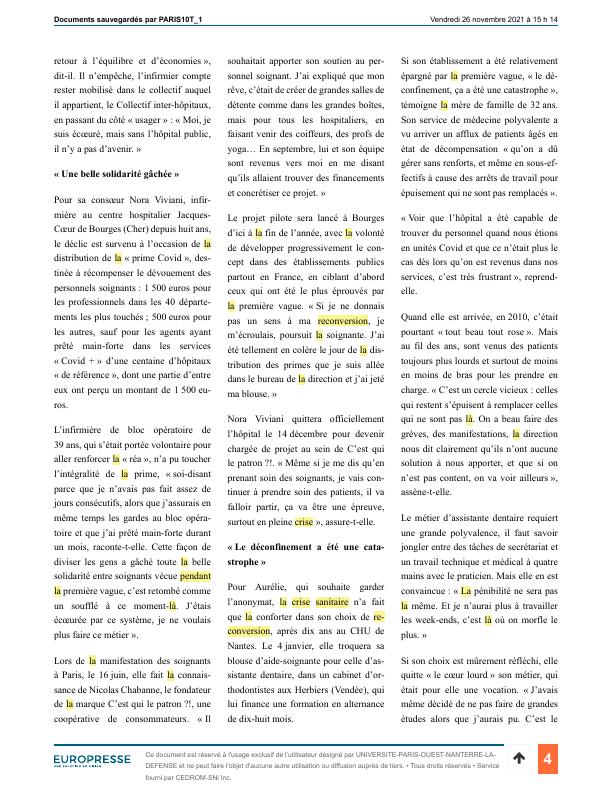 Documents sauvegardés par PARIS10T_1
Vendredi 26 novembre 2021 à 15 h 14
retour à l'équilibre et d'économies »,
dit-il. Il n'empêche, l'infirmier compte
rester mobilisé dans le collectif auquel
il appartient, le Collectif inter-hôpitaux,
en passant du côté « usager » : « Moi, je
suis écœuré, mais sans l'hôpital public,
il n'y a pas d'avenir. »
« Une belle solidarité gâchée »
Pour sa consœur Nora Viviani, infir-
mière au centre hospitalier Jacques-
Cœur de Bourges (Cher) depuis huit ans,
le déclic est survenu à l'occasion de la
distribution de la « prime Covid », des-
tinée à récompenser le dévouement des
personnels soignants : 1 500 euros pour
les professionnels dans les 40 départe-
ments les plus touchés ; 500 euros pour
les autres, sauf pour les agents ayant
prêté main-forte dans les services
« Covid + » d'une centaine d'hôpitaux
« de référence », dont une partie d'entre
eux ont perçu un montant de 1 500 eu-
ros.
L'infirmière de bloc opératoire de
39 ans, qui s'était portée volontaire pour
aller renforcer la « réa », n'a pu toucher
l'intégralité de la prime, « soi-disant
parce que je n'avais pas fait assez de
jours consécutifs, alors que j'assurais en
même temps les gardes au bloc opéra-
toire et que j'ai prêté main-forte durant
un mois, raconte-t-elle. Cette façon de
diviser les gens a gâché toute la belle
solidarité entre soignants vécue pendant
la première vague, c'est retombé comme
un soufflé à ce moment-là. J'étais
écœurée par ce système, je ne voulais
plus faire ce métier ».
Lors de la manifestation des soignants
à Paris, le 16 juin, elle fait la connais-
sance de Nicolas Chabanne, le fondateur
de la marque C'est qui le patron ?!, une
coopérative de consommateurs. « Il
souhaitait apporter son soutien au per-
sonnel soignant. J'ai expliqué que mon
rêve, c'était de créer de grandes salles de
détente comme dans les grandes boîtes,
mais pour tous les hospitaliers, en
faisant venir des coiffeurs, des profs de
yoga… En septembre, lui et son équipe
sont revenus vers moi en me disant
qu'ils allaient trouver des financements
et concrétiser ce projet. »
Le projet pilote sera lancé à Bourges
d'ici à la fin de l'année, avec la volonté
de développer progressivement le con-
cept dans des établissements publics
partout en France, en ciblant d'abord
ceux qui ont été le plus éprouvés par
la première vague. « Si je ne donnais
pas un sens à ma reconversion, je
m'écroulais, poursuit la soignante. J'ai
été tellement en colère le jour de la dis-
tribution des primes que je suis allée
dans le bureau de la direction et j'ai jeté
ma blouse. »
Nora Viviani quittera officiellement
l'hôpital le 14 décembre pour devenir
chargée de projet au sein de C'est qui
le patron ?!. « Même si je me dis qu'en
prenant soin des soignants, je vais con-
tinuer à prendre soin des patients, il va
falloir partir, ça va être une épreuve,
surtout en pleine crise », assure-t-elle.
« Le déconfinement a été une cata-
strophe »
Pour Aurélie, qui souhaite garder
l'anonymat, la crise sanitaire n'a fait
que la conforter dans son choix de re-
conversion, après dix ans au CHU de
Nantes. Le 4 janvier, elle troquera sa
blouse d'aide-soignante pour celle d'as-
sistante dentaire, dans un cabinet d'or-
thodontistes aux Herbiers (Vendée), qui
lui finance une formation en alternance
de dix-huit mois.
Si son établissement a été relativement
épargné par la première vague, « le dé-
confinement, ça a été une catastrophe »,
témoigne la mère de famille de 32 ans.
Son service de médecine polyvalente a
vu arriver un afflux de patients âgés en
état de décompensation « qu'on a dû
gérer sans renforts, et même en sous-ef-
fectifs à cause des arrêts de travail pour
épuisement qui ne sont pas remplacés ».
« Voir que l'hôpital a été capable de
trouver du personnel quand nous étions
en unités Covid et que ce n'était plus le
cas dès lors qu'on est revenus dans nos
services, c'est très frustrant », reprend-
elle.
Quand elle est arrivée, en 2010, c'était
pourtant « tout beau tout rose ». Mais
au fil des ans, sont venus des patients
toujours plus lourds et surtout de moins
en moins de bras pour les prendre en
charge. « C'est un cercle vicieux : celles
qui restent s'épuisent à remplacer celles
qui ne sont pas là. On a beau faire des
grèves, des manifestations, la direction
nous dit clairement qu'ils n'ont aucune
solution à nous apporter, et que si on
n'est pas content, on va voir ailleurs »,
assène-t-elle.
Le métier d'assistante dentaire requiert
une grande polyvalence, il faut savoir
jongler entre des tâches de secrétariat et
un travail technique et médical à quatre
mains avec le praticien. Mais elle en est
convaincue : « La pénibilité ne sera pas
la même. Et je n'aurai plus à travailler
les week-ends, c'est là où on morfle le
plus. »
Si son choix est mûrement réfléchi, elle
quitte « le cœur lourd » son métier, qui
était pour elle une vocation. « J'avais
même décidé de ne pas faire de grandes
études alors que j'aurais pu. C'est le
EUROPRESSE
Ce document est réservé à l'usage exclusif de l'utilisateur désigné par UNIVERSITE-PARIS-OUEST-NANTERRE-LA-
DEFENSE et ne peut faire l'objet d'aucune autre utilisation ou diffusion auprès de tiers. • Tous droits réservés • Service
fourni par CEDROM-SNi Inc.
4